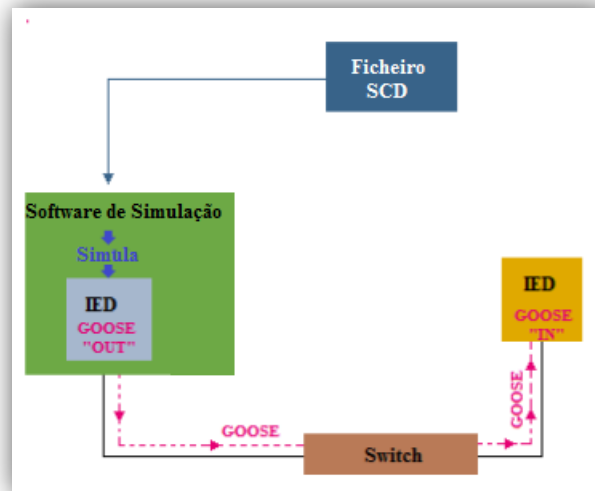 Ficheiro
SCD
Software de Simulação
Simula
IED
GOOSE
"OUT"
IED
GOOSE
"IN"
GOOSE
GOOSE
Switch